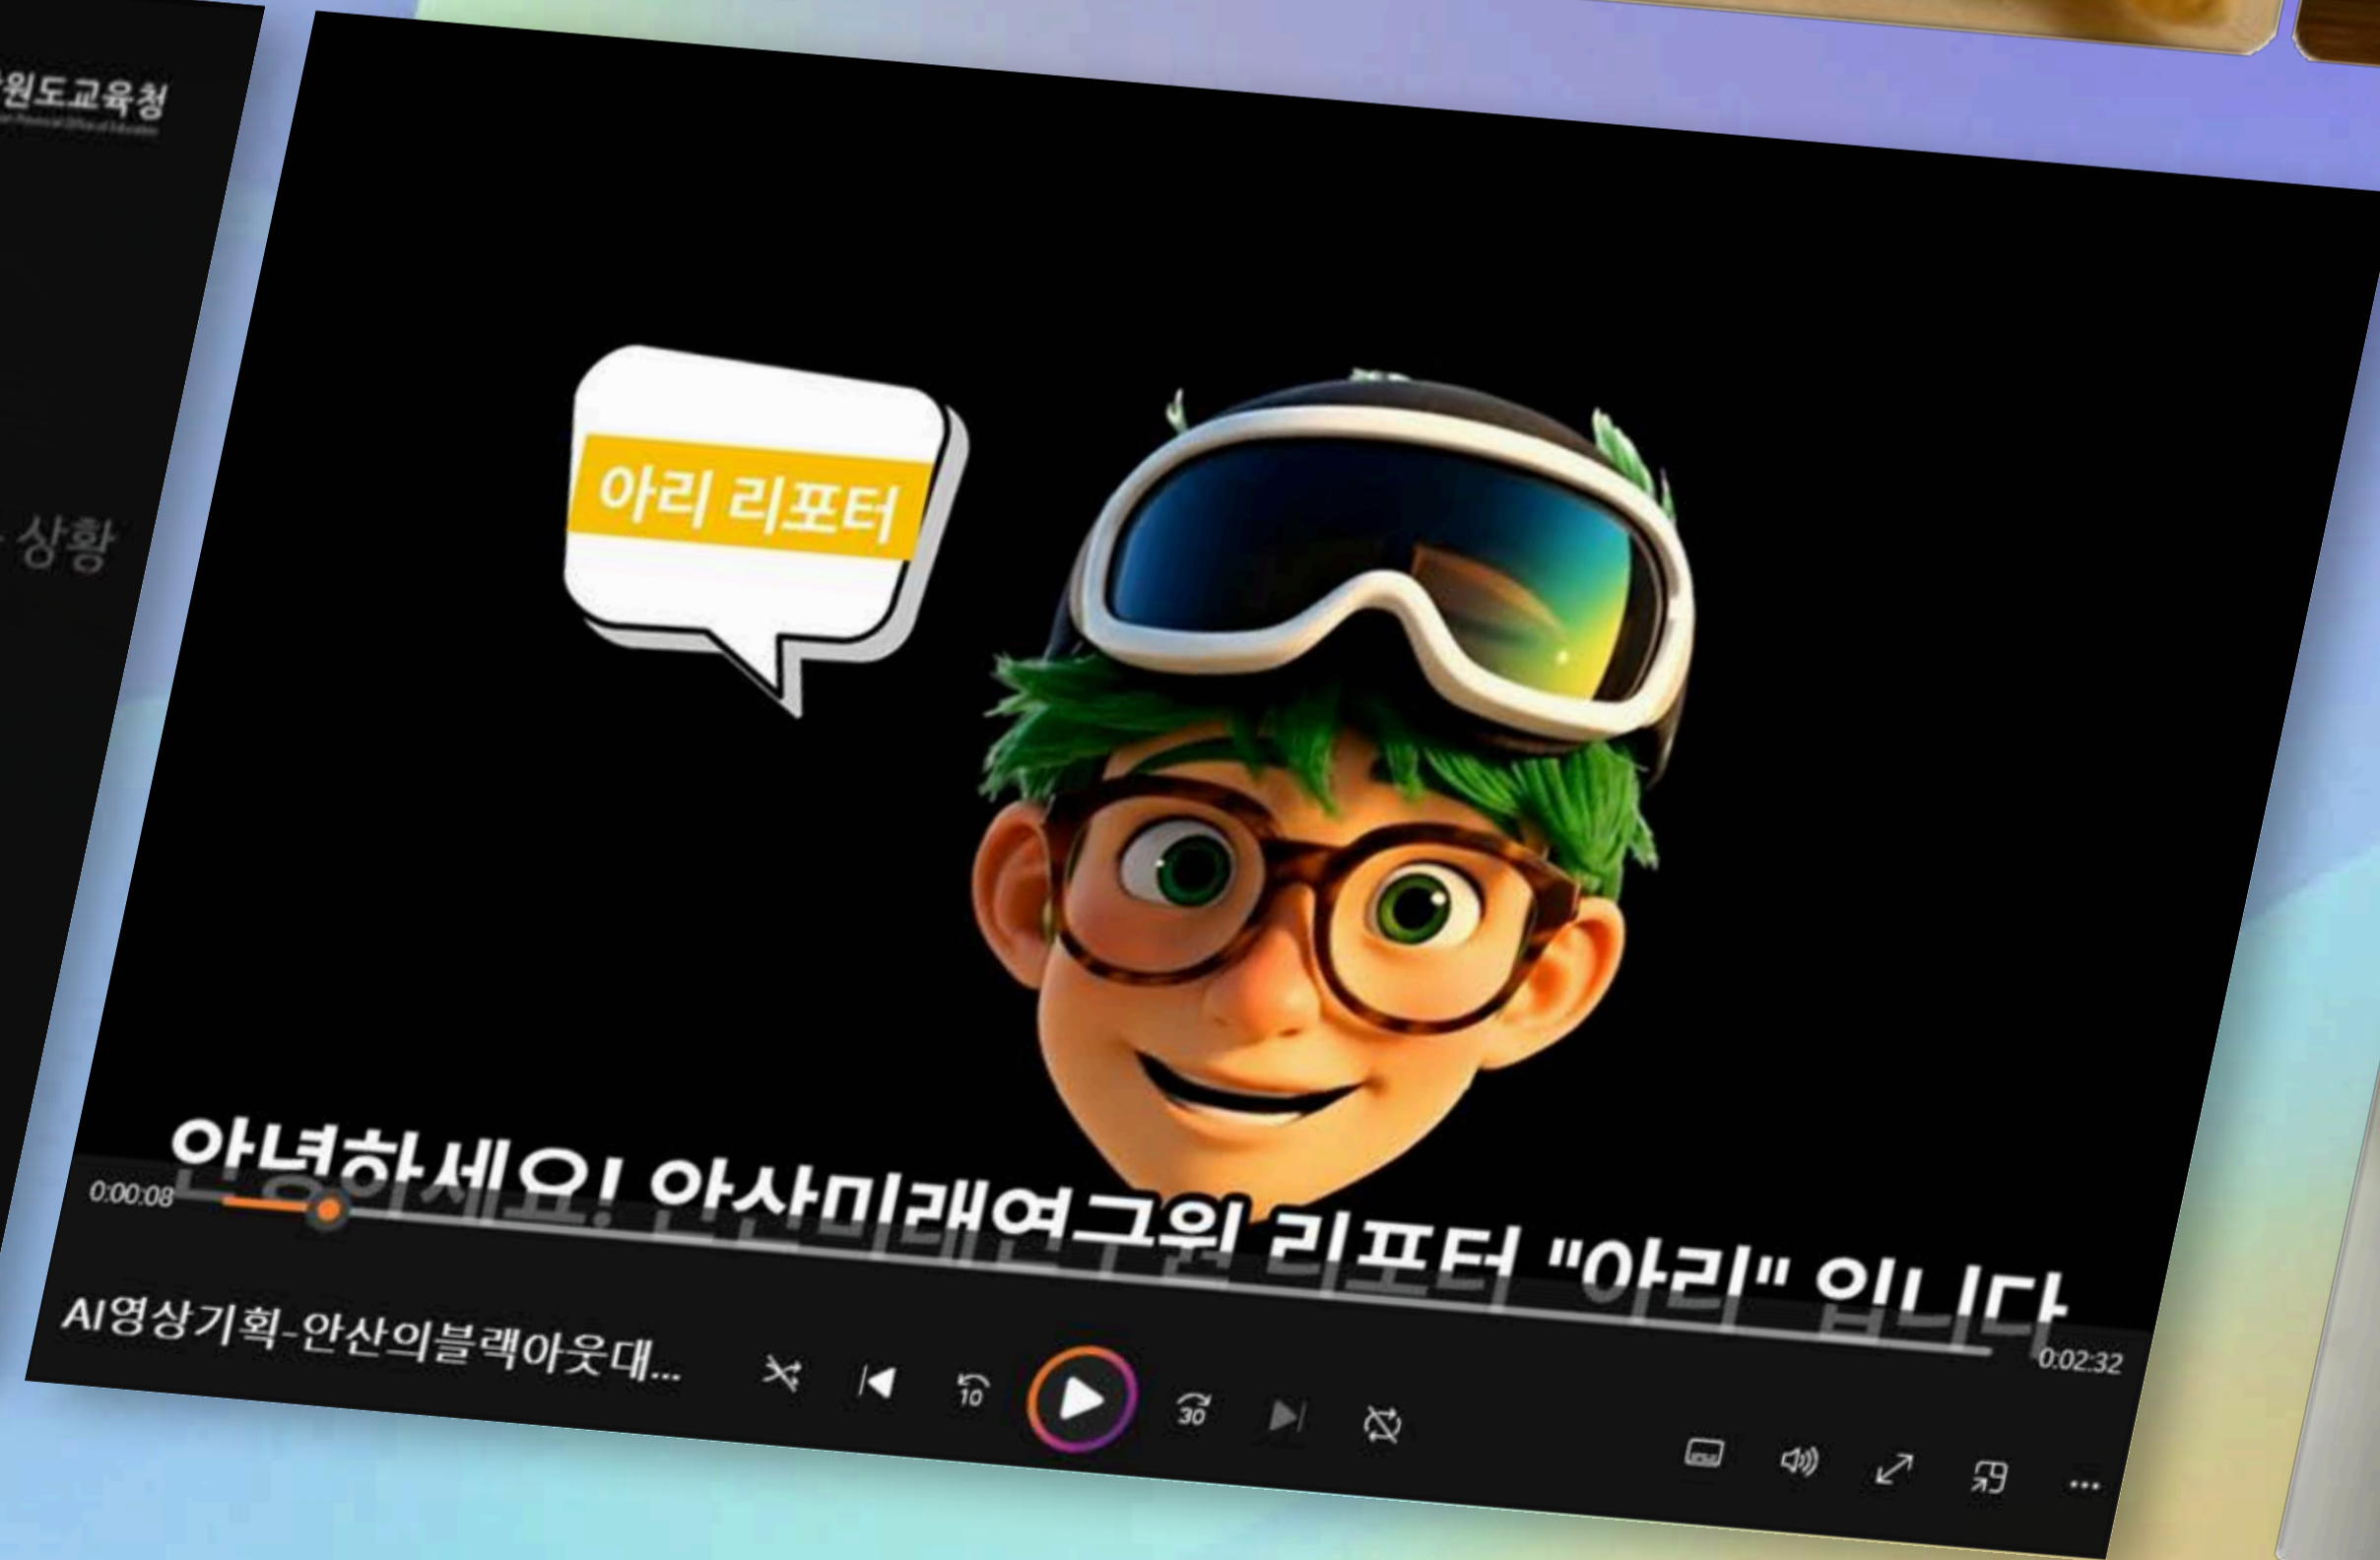 원도교육청
상황
아리 리포터
안녕하세요! 안산미래연구원 리포터 "아리" 입니다
0:00:08
0:02:32
AI영상기획-안산의블랙아웃대...
10
30